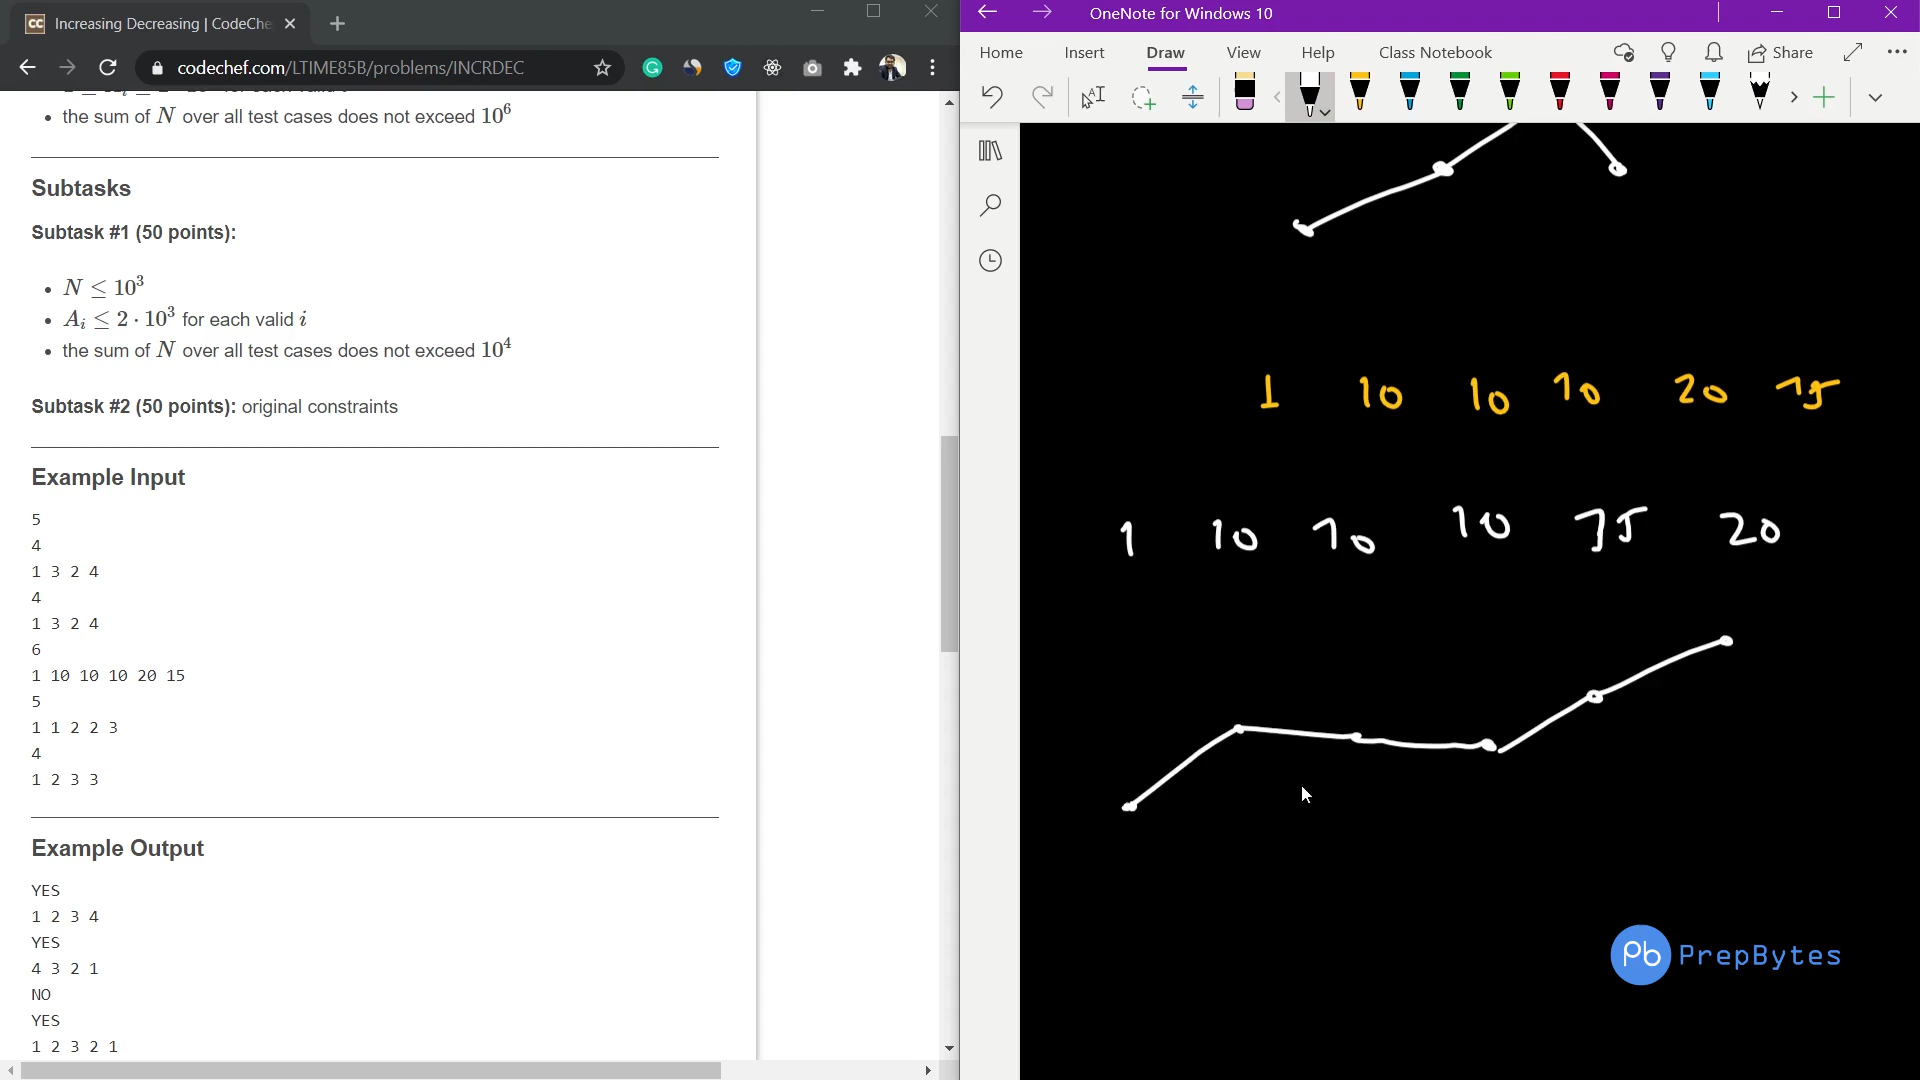 Increasing Decreasing | CodeChe
codechef.com/LTIME85B/problems/INCRDEC
the sum of N over all test cases does not exceed 10^6
Subtasks
Subtask #1 (50 points):
N ≤ 10^3
A_i ≤ 2 · 10^3 for each valid i
the sum of N over all test cases does not exceed 10^4
Subtask #2 (50 points): original constraints
Example Input
5
4
1 3 2 4
4
1 3 2 4
6
1 10 10 10 20 15
5
1 1 2 2 3
4
1 2 3 3
Example Output
YES
1 2 3 4
YES
4 3 2 1
NO
YES
1 2 3 2 1
OneNote for Windows 10
Home Insert Draw View Help Class Notebook Share
1 10 10 10 20 15
1 10 10 10 15 20
Pb PrepBytes